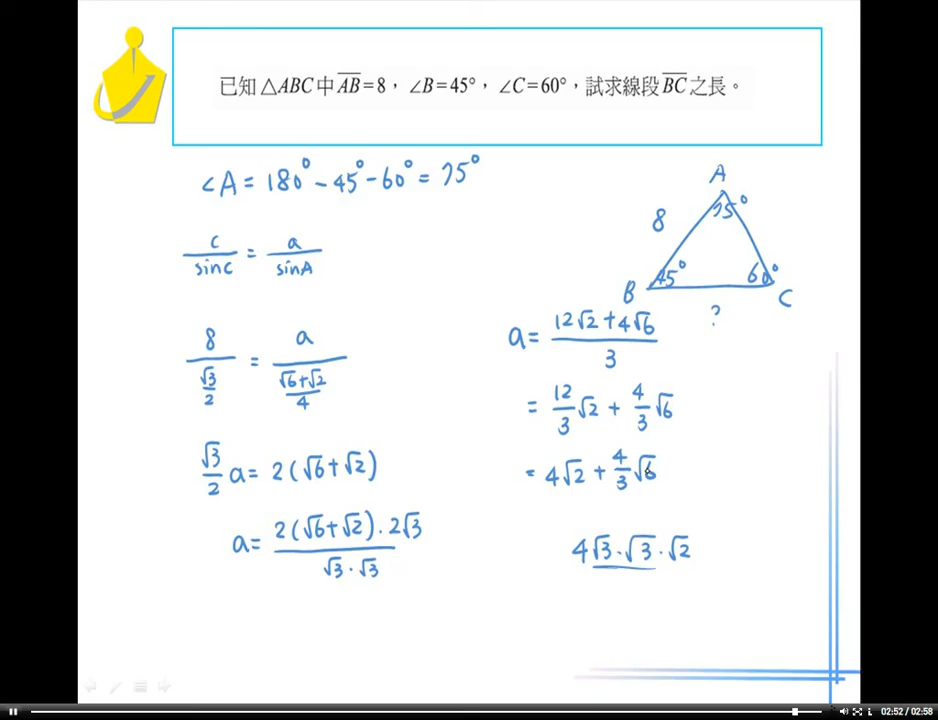 已知△ABC中AB=8，∠B=45°，∠C=60°，試求線段BC之長。
∠A = 180° - 45° - 60° = 75°
A
75°
8
c/sinC = a/sinA
45°
60°
B
C
?
8/(√3/2) = a/((√6+√2)/4)
a = (12√2 + 4√6)/3
= 12/3 √2 + 4/3 √6
√3/2 a = 2(√6+√2)
= 4√2 + 4/3 √6
a = (2(√6+√2)·2√3)/(√3·√3)
4√3·√3·√2
02:52 / 02:58